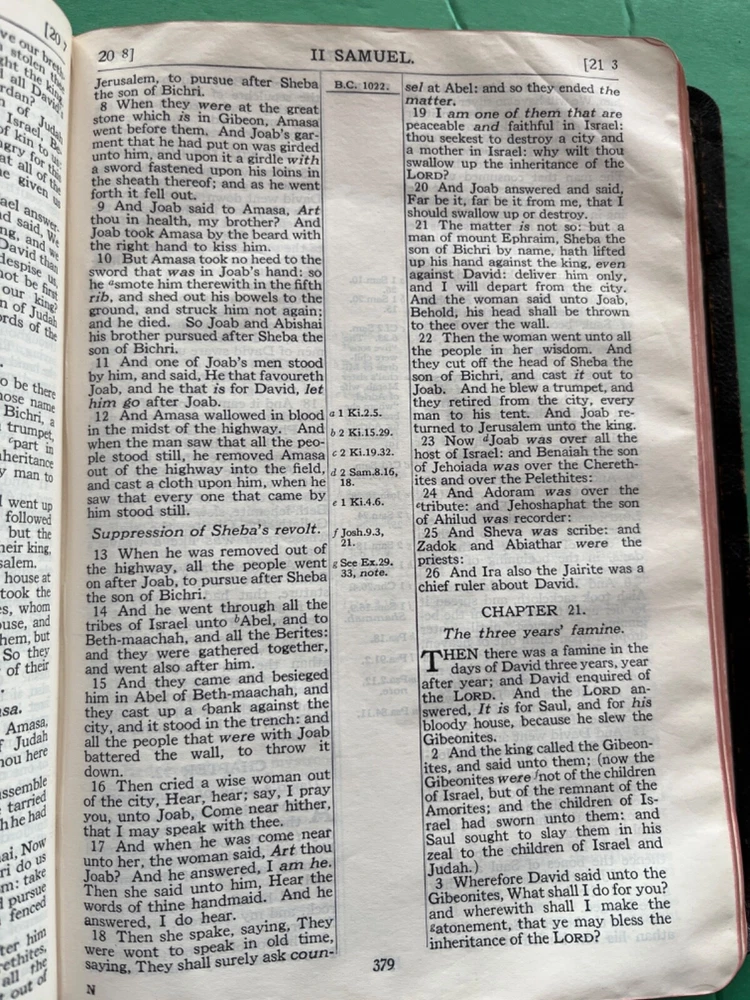 20 8]
II SAMUEL.
[21 3
Jerusalem, to pursue after Sheba
the son of Bichri.
8 When they were at the great
stone which is in Gibeon, Amasa
went before them. And Joab's gar-
ment that he had put on was girded
unto him, and upon it a girdle with
a sword fastened upon his loins in
the sheath thereof; and as he went
forth it fell out.
9 And Joab said to Amasa, Art
thou in health, my brother? And
Joab took Amasa by the beard with
the right hand to kiss him.
10 But Amasa took no heed to the
sword that was in Joab's hand: so
he asmote him therewith in the fifth
rib, and shed out his bowels to the
ground, and struck him not again;
and he died. So Joab and Abishai
his brother pursued after Sheba the
son of Bichri.
11 And one of Joab's men stood
by him, and said, He that favoureth
Joab, and he that is for David, let
him go after Joab.
12 And Amasa wallowed in blood
in the midst of the highway. And
when the man saw that all the peo-
ple stood still, he removed Amasa
out of the highway into the field,
and cast a cloth upon him, when he
saw that every one that came by
him stood still.
Suppression of Sheba's revolt.
13 When he was removed out of
the highway, all the people went
on after Joab, to pursue after Sheba
the son of Bichri.
14 And he went through all the
tribes of Israel unto bAbel, and to
Beth-maachah, and all the Berites:
and they were gathered together,
and went also after him.
15 And they came and besieged
him in Abel of Beth-maachah, and
they cast up a cbank against the
city, and it stood in the trench: and
all the people that were with Joab
battered the wall, to throw it
down.
16 Then cried a wise woman out
of the city, Hear, hear; say, I pray
you, unto Joab, Come near hither,
that I may speak with thee.
17 And when he was come near
unto her, the woman said, Art thou
Joab? And he answered, I am he.
Then she said unto him, Hear the
words of thine handmaid. And he
answered, I do hear.
18 Then she spake, saying, They
were wont to speak in old time,
saying, They shall surely ask coun-
B.C. 1022.
a 1 Ki.2.5.
b 2 Ki.15.29.
c 2 Ki.19.32.
d 2 Sam.8.16,
18.
e 1 Ki.4.6.
f Josh.9.3,
21.
g See Ex.29.
33, note.
sel at Abel: and so they ended the
matter.
19 I am one of them that are
peaceable and faithful in Israel:
thou seekest to destroy a city and
a mother in Israel: why wilt thou
swallow up the inheritance of the
LORD?
20 And Joab answered and said,
Far be it, far be it from me, that I
should swallow up or destroy.
21 The matter is not so: but a
man of mount Ephraim, Sheba the
son of Bichri by name, hath lifted
up his hand against the king, even
against David: deliver him only,
and I will depart from the city.
And the woman said unto Joab,
Behold, his head shall be thrown
to thee over the wall.
22 Then the woman went unto all
the people in her wisdom. And
they cut off the head of Sheba the
son of Bichri, and cast it out to
Joab. And he blew a trumpet, and
they retired from the city, every
man to his tent. And Joab re-
turned to Jerusalem unto the king.
23 Now dJoab was over all the
host of Israel: and Benaiah the son
of Jehoiada was over the Chereth-
ites and over the Pelethites:
24 And Adoram was over the
etribute: and Jehoshaphat the son
of Ahilud was recorder:
25 And Sheva was scribe: and
Zadok and Abiathar were the
priests:
26 And Ira also the Jairite was a
chief ruler about David.
CHAPTER 21.
The three years' famine.
THEN there was a famine in the
days of David three years, year
after year; and David enquired of
the LORD. And the LORD an-
swered, It is for Saul, and for his
bloody house, because he slew the
Gibeonites.
2 And the king called the Gibeon-
ites, and said unto them; (now the
Gibeonites were fnot of the children
of Israel, but of the remnant of the
Amorites; and the children of Is-
rael had sworn unto them: and
Saul sought to slay them in his
zeal to the children of Israel and
Judah.)
3 Wherefore David said unto the
Gibeonites, What shall I do for you?
and wherewith shall I make the
gatonement, that ye may bless the
inheritance of the LORD?
379
N